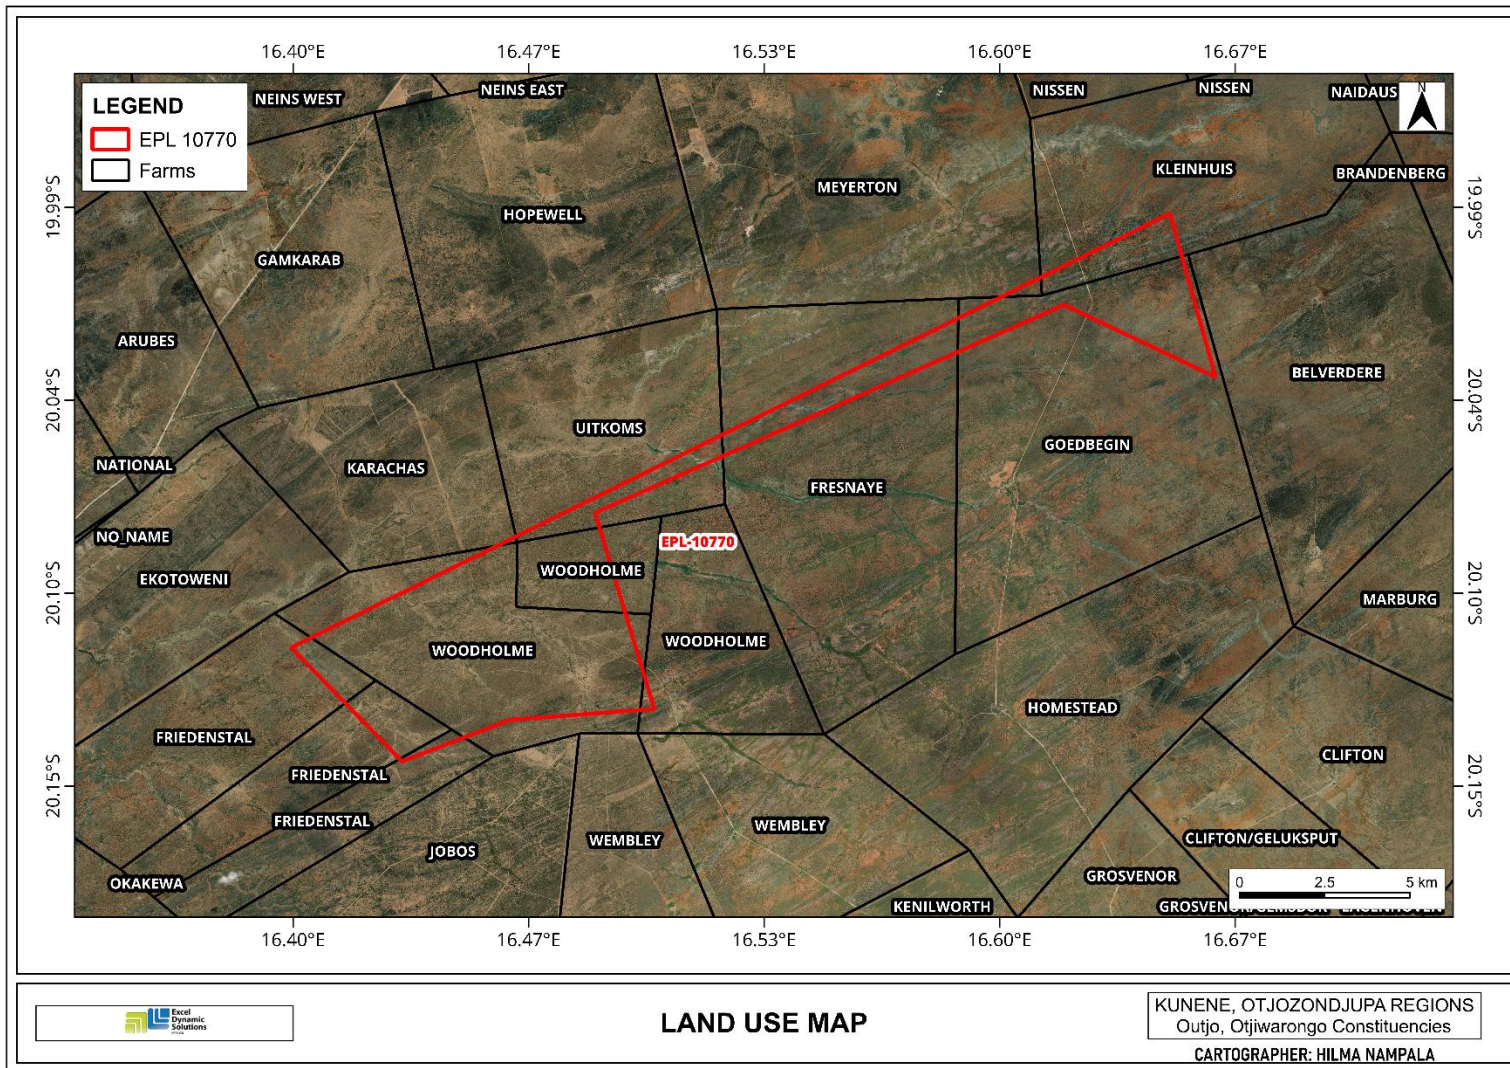 16.40°E
16.47°E
16.53°E
16.60°E
16.67°E
LEGEND
EPL 10770
Farms
N
NEINS WEST
NEINS EAST
NISSEN
NISSEN
NAIDAUS
KLEINHUIS
BRANDENBERG
MEYERTON
HOPEWELL
19.99°S
19.99°S
GAMKARAB
ARUBES
BELVERDERE
20.04°S
20.04°S
UITKOMS
GOEDBEGIN
NATIONAL
KARACHAS
FRESNAYE
NO_NAME
EPL-10770
EKOTOWENI
WOODHOLME
20.10°S
20.10°S
MARBURG
WOODHOLME
WOODHOLME
HOMESTEAD
FRIEDENSTAL
CLIFTON
FRIEDENSTAL
20.15°S
20.15°S
FRIEDENSTAL
WEMBLEY
WEMBLEY
CLIFTON/GELUKSPUT
JOBOS
GROSVENOR
OKAKEWA
0
2.5
5 km
KENILWORTH
16.40°E
16.47°E
16.53°E
16.60°E
16.67°E
Excel
Dynamic
Solutions
LAND USE MAP
KUNENE, OTJOZONDJUPA REGIONS
Outjo, Otjiwarongo Constituencies
CARTOGRAPHER: HILMA NAMPALA